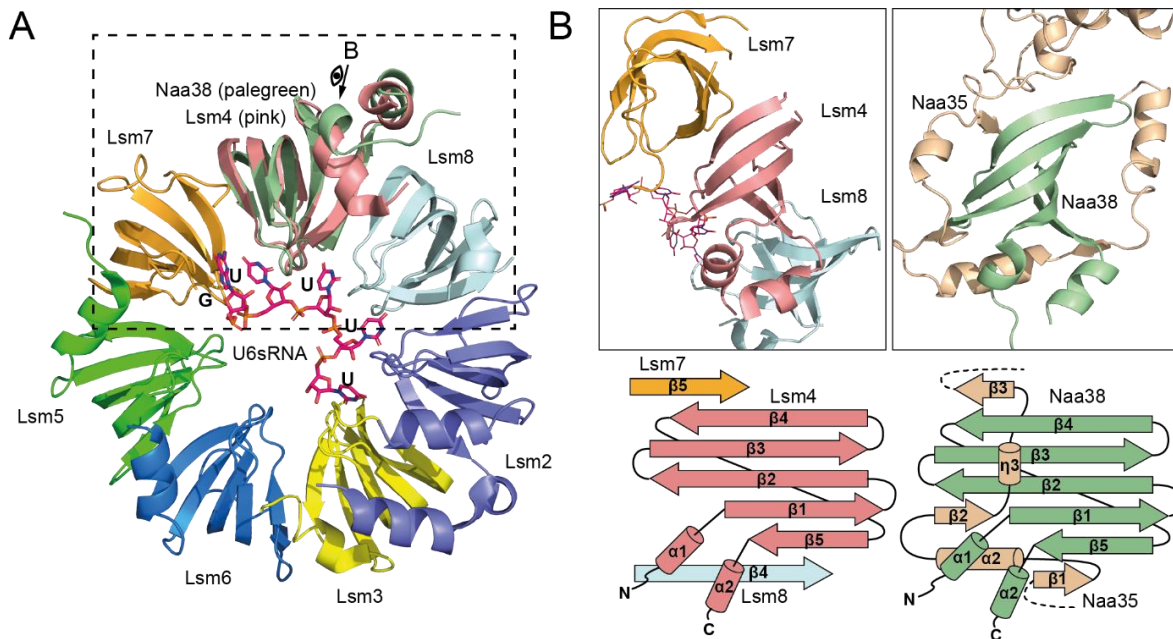 A
B
Naa38 (palegreen)
Lsm4 (pink)
Lsm7
Lsm8
U
U
G
U
U6sRNA
U
Lsm5
Lsm2
Lsm6
Lsm3
B
Lsm7
Lsm4
Lsm8
Naa35
Naa38
Lsm7
β5
Lsm4
β4
β3
β2
β1
β5
α1
α2
β4
N
C
Lsm8
β3
Naa38
β4
β3
η3
β2
β2
β1
α1
α2
β5
α2
β1
N
C
Naa35